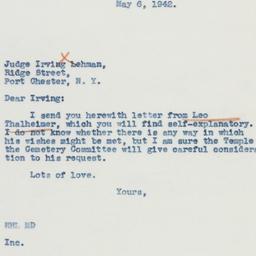 May 6, 1942.
Judge Irving Lehman,
Ridge Street,
Port Chester, N. Y.
Dear Irving:
I send you herewith letter from Leo
Thalheimer, which you will find self-explanatory.
I do not know whether there is any way in which
his wishes might be met, but I am sure the Temple
the Cemetery Committee will give careful consider
tion to his request.
Lots of love.
Yours,
HHL MD
Inc.